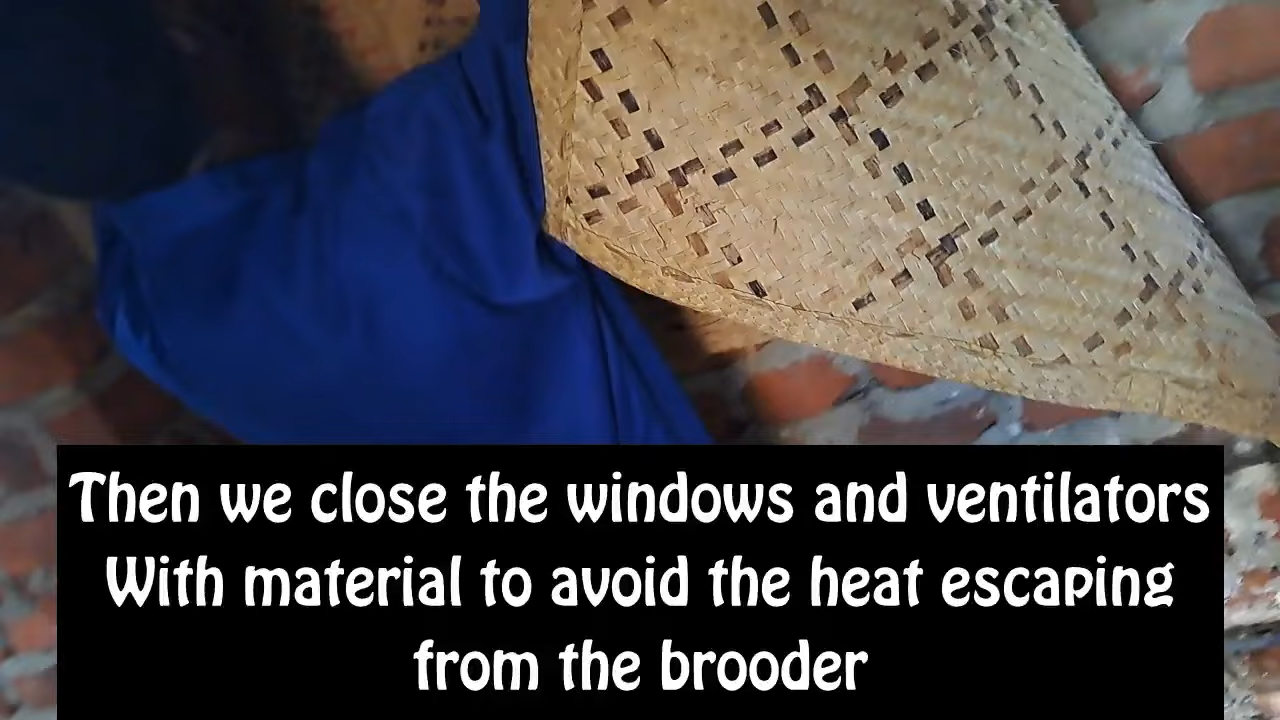 Then we close the windows and ventilators
With material to avoid the heat escaping
from the brooder